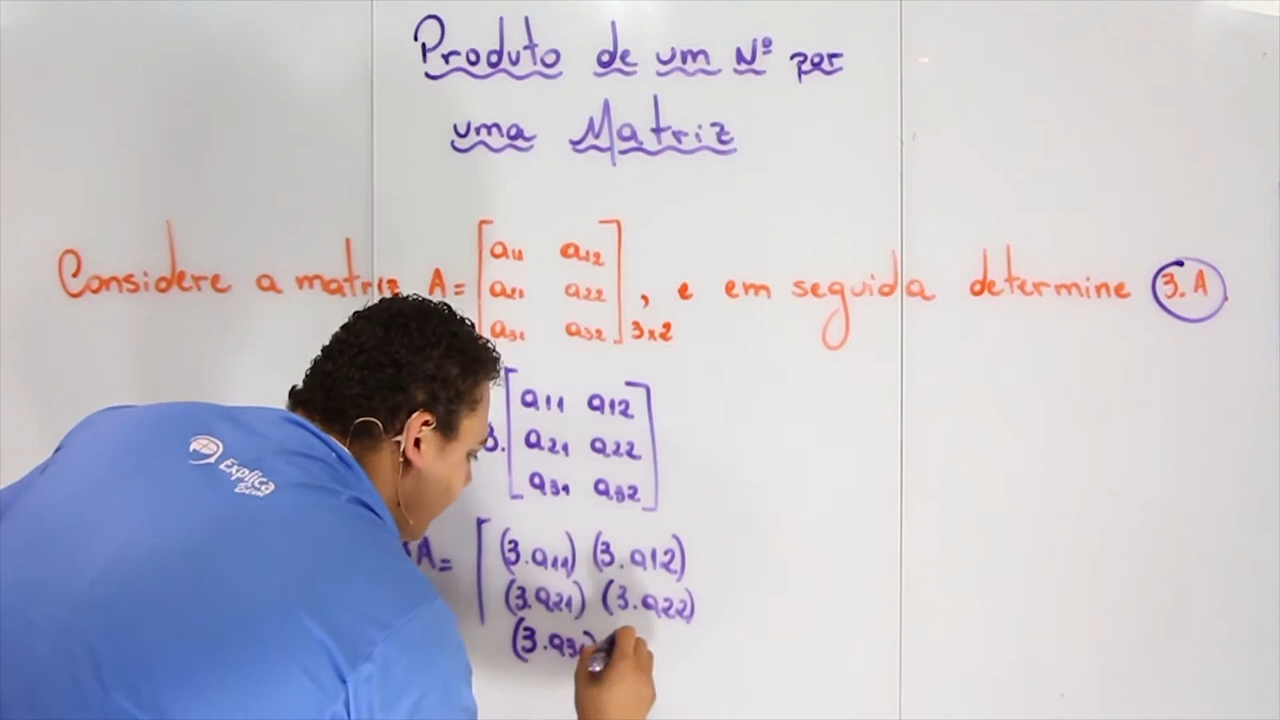 Produto de um Nº por
uma Matriz
Considere a matriz A = [a11 a12
a21 a22
a31 a32] 3x2 , e em seguida determine 3.A
3. [a11 a12
a21 a22
a31 a32]
A = [(3.a11) (3.a12)
(3.a21) (3.a22)
(3.a31)
Explica
Bem